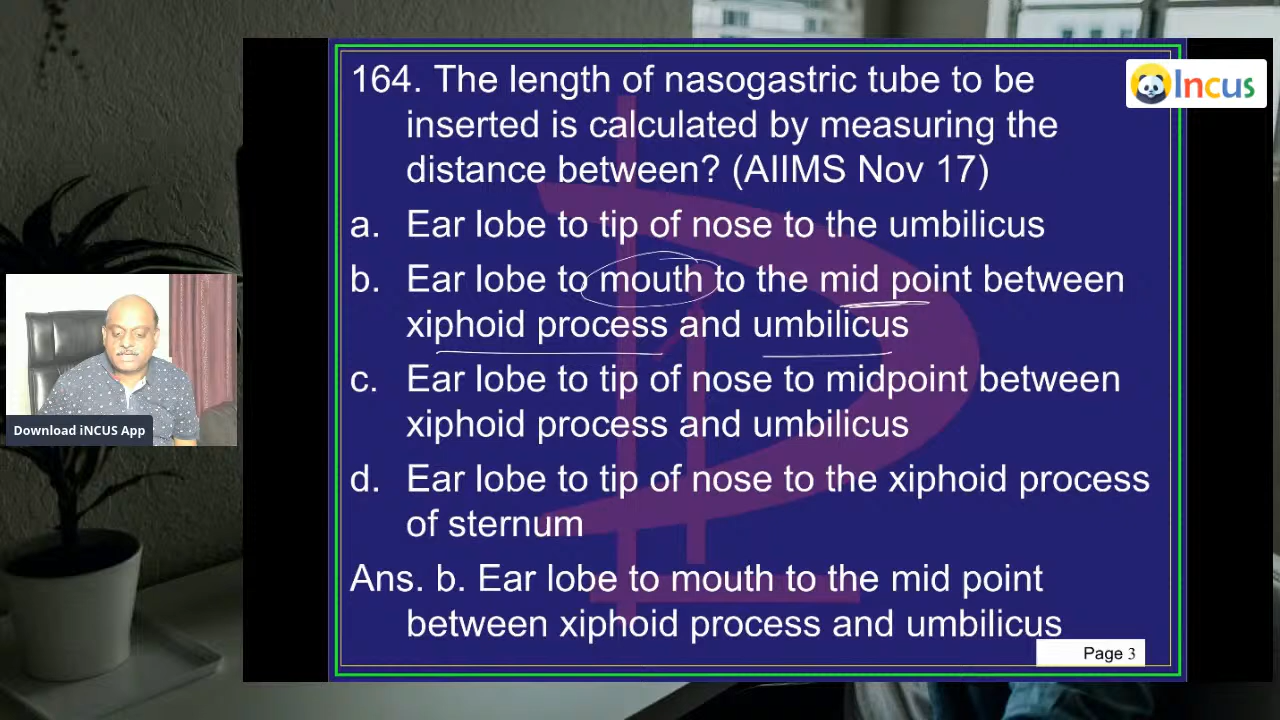 164. The length of nasogastric tube to be
inserted is calculated by measuring the
distance between? (AIIMS Nov 17)
a. Ear lobe to tip of nose to the umbilicus
b. Ear lobe to mouth to the mid point between
xiphoid process and umbilicus
c. Ear lobe to tip of nose to midpoint between
xiphoid process and umbilicus
d. Ear lobe to tip of nose to the xiphoid process
of sternum
Ans. b. Ear lobe to mouth to the mid point
between xiphoid process and umbilicus
Page 3
Incus
Download iNCUS App